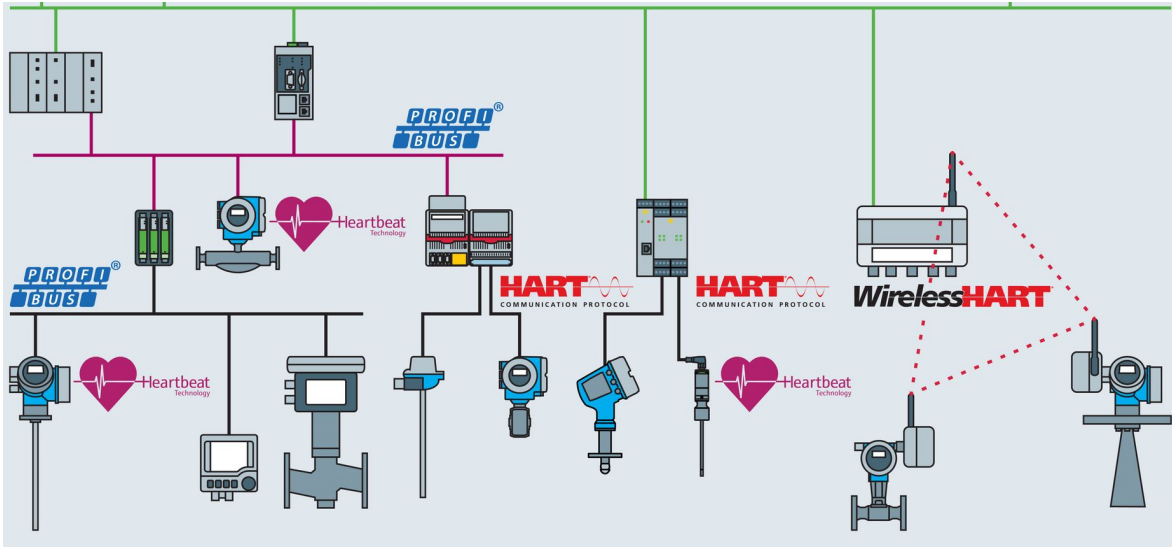 PROFI®
BUS
Heartbeat
Technology
PROFI®
BUS
HART
COMMUNICATION PROTOCOL
HART
COMMUNICATION PROTOCOL
WirelessHART
Heartbeat
Technology
Heartbeat
Technology